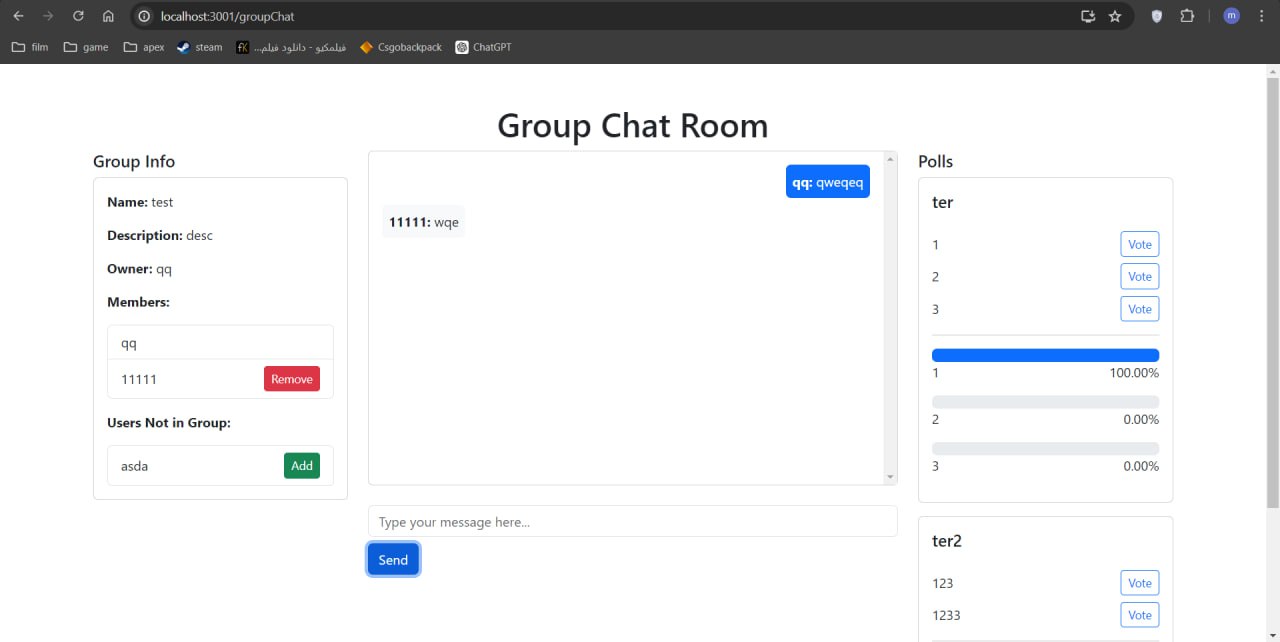 localhost:3001/groupChat
m
film
game
apex
steam
fK
فیلمکیو - دانلود فیلم...
Csgobackpack
ChatGPT
Group Chat Room
Group Info
Name: test
Description: desc
Owner: qq
Members:
qq
11111 Remove
Users Not in Group:
asda Add
qq: qweqeq
11111: wqe
Type your message here...
Send
Polls
ter
1 Vote
2 Vote
3 Vote
1 100.00%
2 0.00%
3 0.00%
ter2
123 Vote
1233 Vote